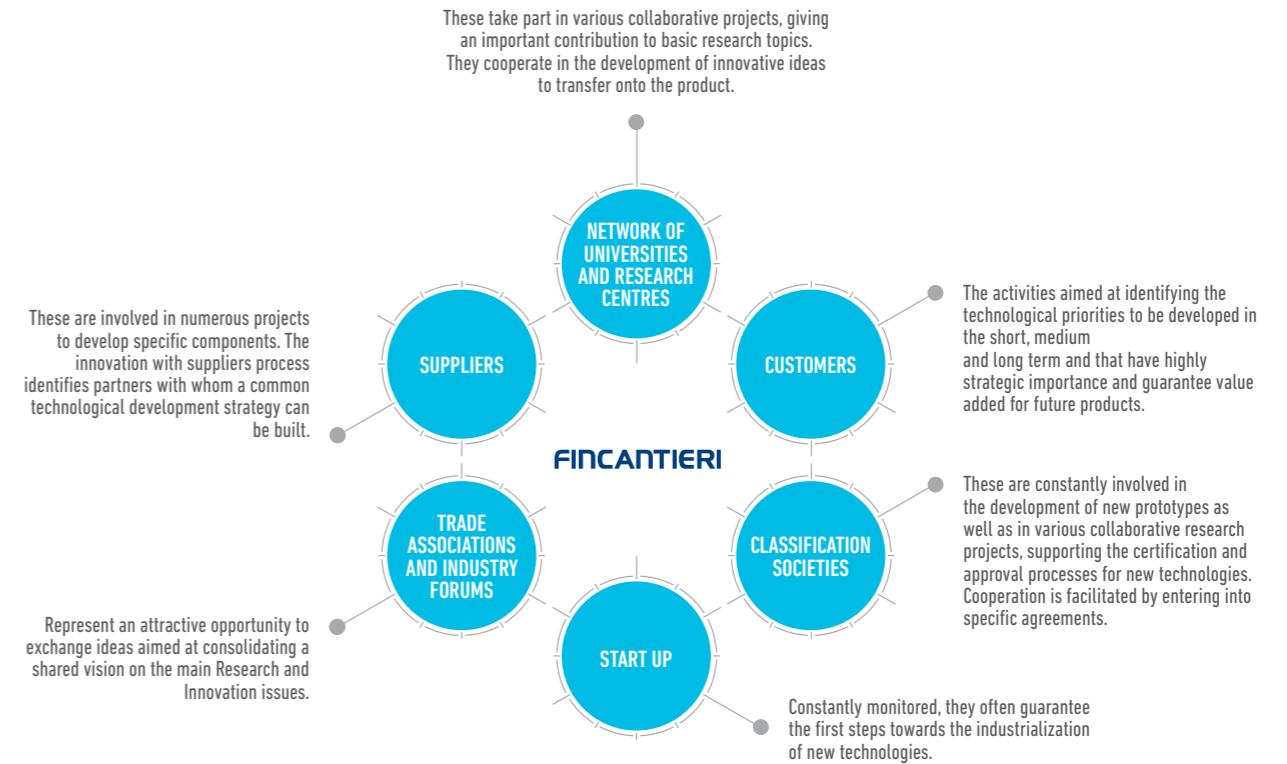 These take part in various collaborative projects, giving
an important contribution to basic research topics.
They cooperate in the development of innovative ideas
to transfer onto the product.
NETWORK OF
UNIVERSITIES
AND RESEARCH
CENTRES
These are involved in numerous projects
to develop specific components. The
innovation with suppliers process
identifies partners with whom a common
technological development strategy can
be built.
SUPPLIERS
CUSTOMERS
The activities aimed at identifying the
technological priorities to be developed in
the short, medium
and long term and that have highly
strategic importance and guarantee value
added for future products.
FINCANTIERI
TRADE
ASSOCIATIONS
AND INDUSTRY
FORUMS
CLASSIFICATION
SOCIETIES
These are constantly involved in
the development of new prototypes as
well as in various collaborative research
projects, supporting the certification and
approval processes for new technologies.
Cooperation is facilitated by entering into
specific agreements.
Represent an attractive opportunity to
exchange ideas aimed at consolidating a
shared vision on the main Research and
Innovation issues.
START UP
Constantly monitored, they often guarantee
the first steps towards the industrialization
of new technologies.